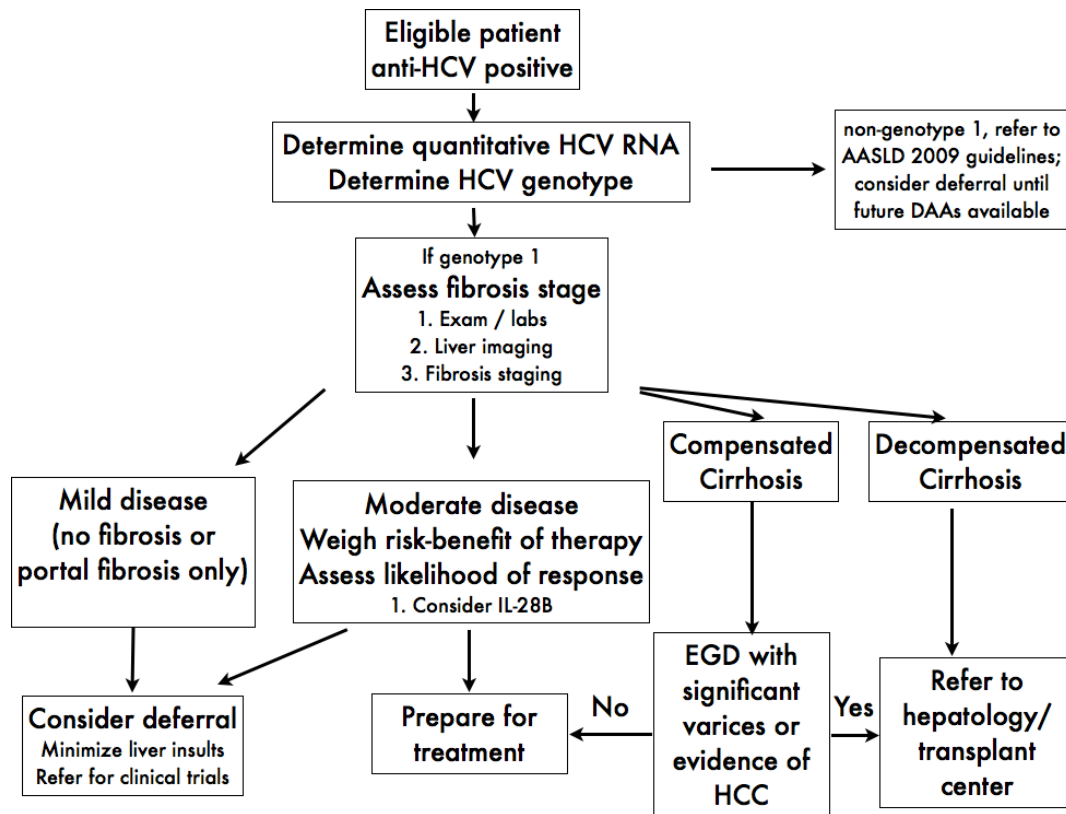 Eligible patient
anti-HCV positive
Determine quantitative HCV RNA
Determine HCV genotype
non-genotype 1, refer to
AASLD 2009 guidelines;
consider deferral until
future DAAs available
If genotype 1
Assess fibrosis stage
1. Exam / labs
2. Liver imaging
3. Fibrosis staging
Mild disease
(no fibrosis or
portal fibrosis only)
Moderate disease
Weigh risk-benefit of therapy
Assess likelihood of response
1. Consider IL-28B
Compensated
Cirrhosis
Decompensated
Cirrhosis
Consider deferral
Minimize liver insults
Refer for clinical trials
Prepare for
treatment
No
EGD with
significant
varices or
evidence of
HCC
Yes
Refer to
hepatology/
transplant
center